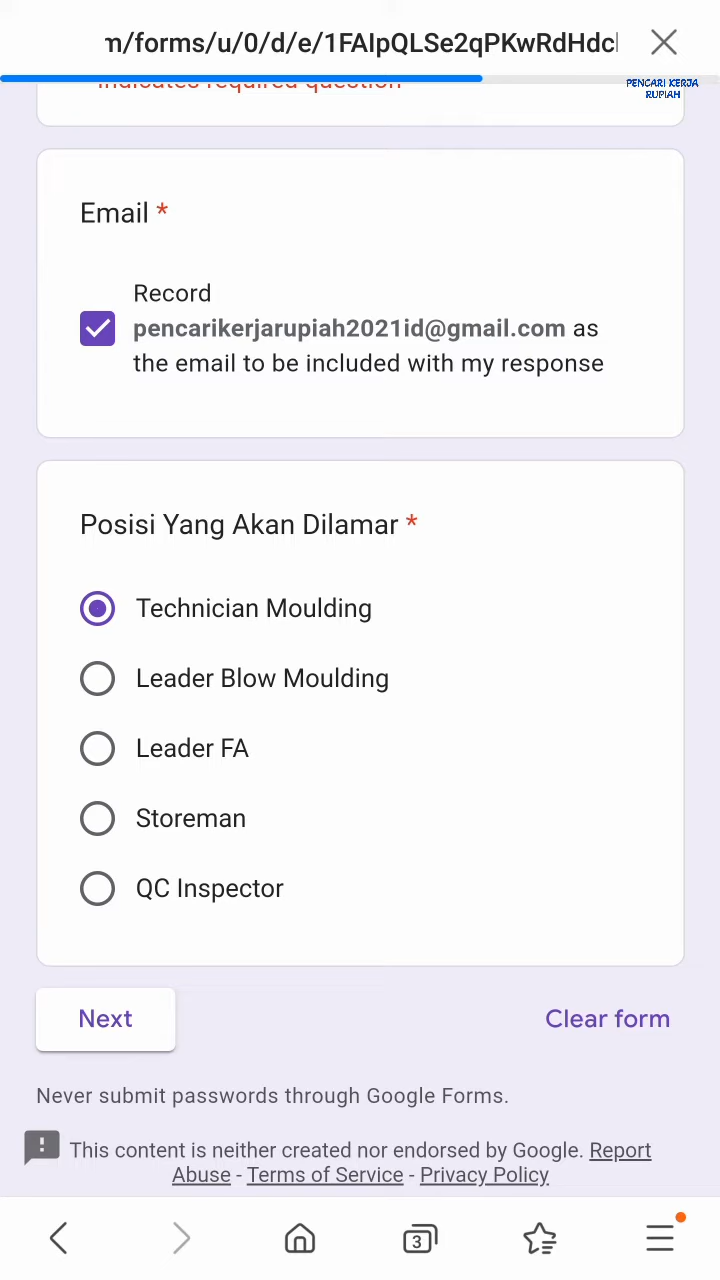 m/forms/u/0/d/e/1FAIpQLSe2qPKwRdHdc
indicates required question
PENCARI KERJA
RUPIAH
Email *
Record
pencarikerjarupiah2021id@gmail.com as
the email to be included with my response
Posisi Yang Akan Dilamar *
Technician Moulding
Leader Blow Moulding
Leader FA
Storeman
QC Inspector
Next
Clear form
Never submit passwords through Google Forms.
This content is neither created nor endorsed by Google. Report
Abuse - Terms of Service - Privacy Policy
3